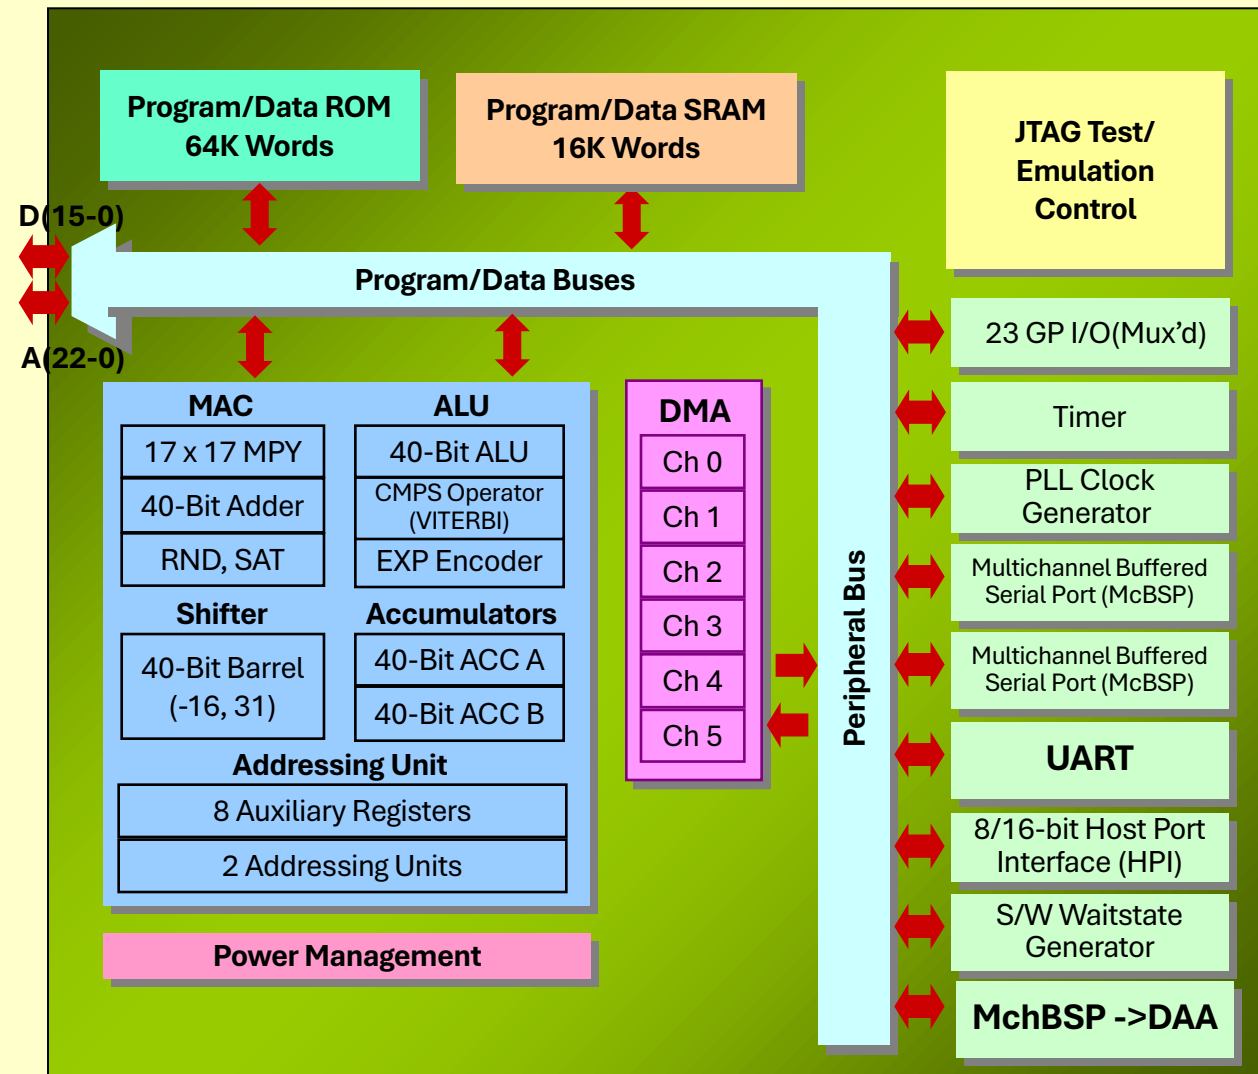 Program/Data ROM
64K Words
Program/Data SRAM
16K Words
JTAG Test/
Emulation
Control
D(15-0)
A(22-0)
Program/Data Buses
MAC
17 x 17 MPY
40-Bit Adder
RND, SAT
ALU
40-Bit ALU
CMPS Operator
(VITERBI)
EXP Encoder
Shifter
40-Bit Barrel
(-16, 31)
Accumulators
40-Bit ACC A
40-Bit ACC B
Addressing Unit
8 Auxiliary Registers
2 Addressing Units
Power Management
DMA
Ch 0
Ch 1
Ch 2
Ch 3
Ch 4
Ch 5
Peripheral Bus
23 GP I/O(Mux’d)
Timer
PLL Clock
Generator
Multichannel Buffered
Serial Port (McBSP)
Multichannel Buffered
Serial Port (McBSP)
UART
8/16-bit Host Port
Interface (HPI)
S/W Waitstate
Generator
MchBSP ->DAA